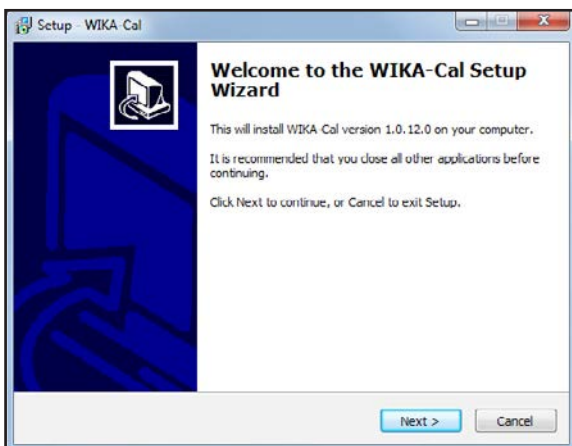 Setup - WIKA-Cal
Welcome to the WIKA-Cal Setup
Wizard
This will install WIKA-Cal version 1.0.12.0 on your computer.
It is recommended that you close all other applications before
continuing.
Click Next to continue, or Cancel to exit Setup.
Next >
Cancel